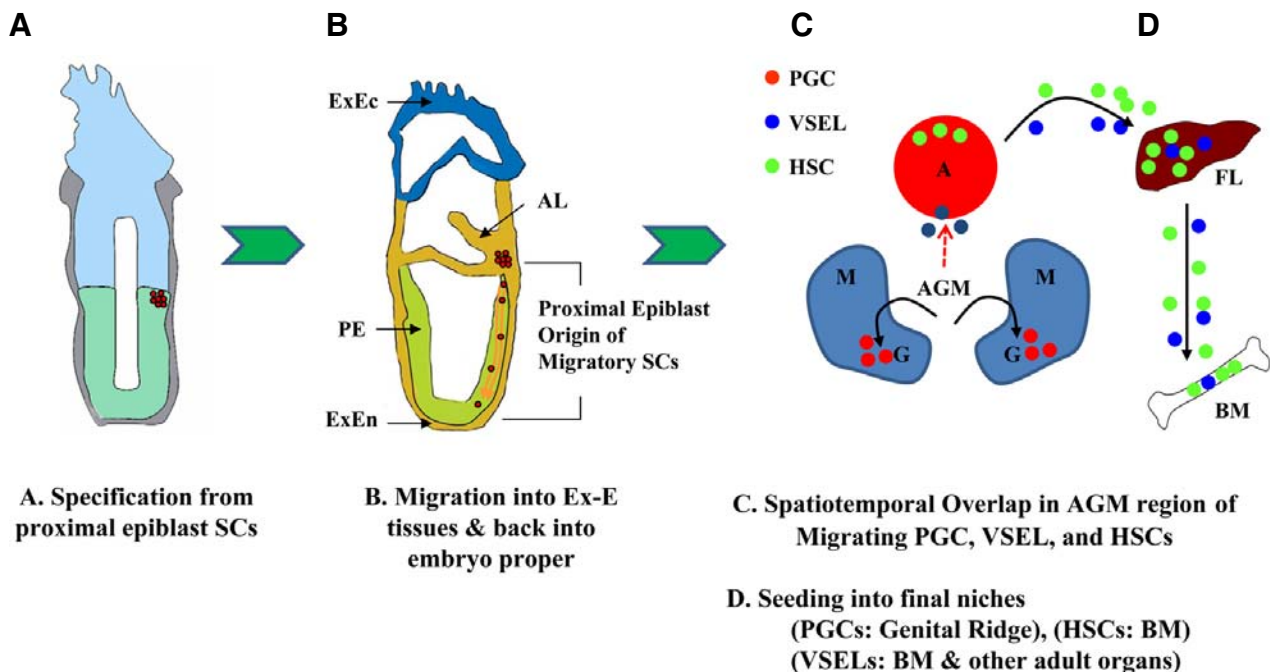 A
B
C
D
ExEc
AL
PE
ExEn
Proximal Epiblast
Origin of
Migratory SCs
PGC
VSEL
HSC
A
M
M
AGM
G
G
FL
BM
A. Specification from
proximal epiblast SCs
B. Migration into Ex-E
tissues & back into
embryo proper
C. Spatiotemporal Overlap in AGM region of
Migrating PGC, VSEL, and HSCs
D. Seeding into final niches
(PGCs: Genital Ridge), (HSCs: BM)
(VSELs: BM & other adult organs)